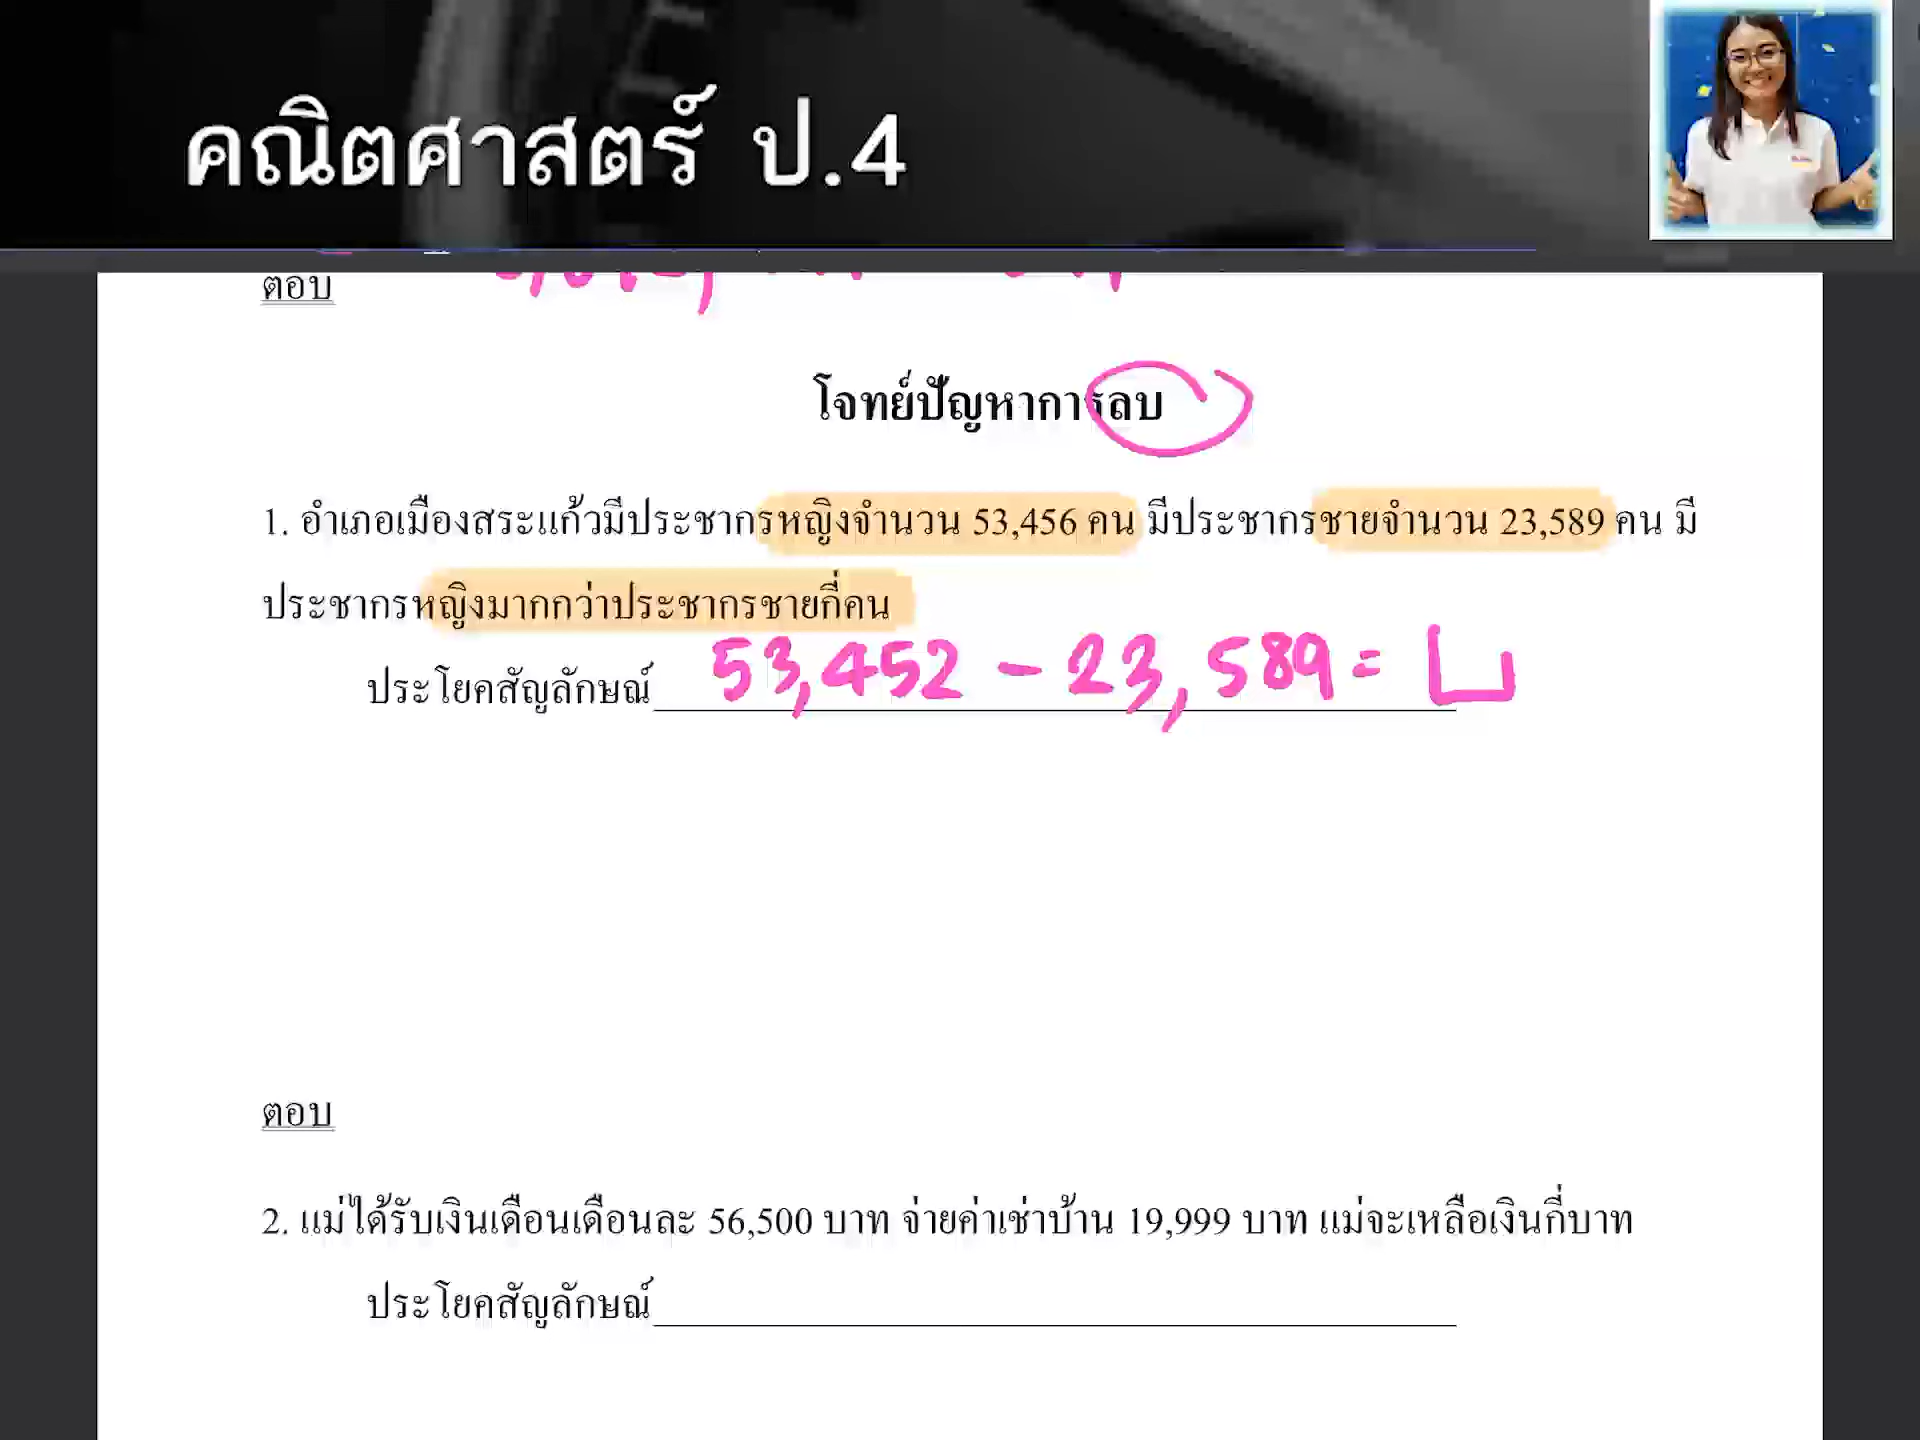 คณิตศาสตร์ ป.4
ตอบ
โจทย์ปัญหาการลบ
1. อำเภอเมืองสระแก้วมีประชากรหญิงจำนวน 53,456 คน มีประชากรชายจำนวน 23,589 คน มี
ประชากรหญิงมากกว่าประชากรชายกี่คน
ประโยคสัญลักษณ์ 53,452 - 23,589 =
ตอบ
2. แม่ได้รับเงินเดือนเดือนละ 56,500 บาท จ่ายค่าเช่าบ้าน 19,999 บาท แม่จะเหลือเงินกี่บาท
ประโยคสัญลักษณ์